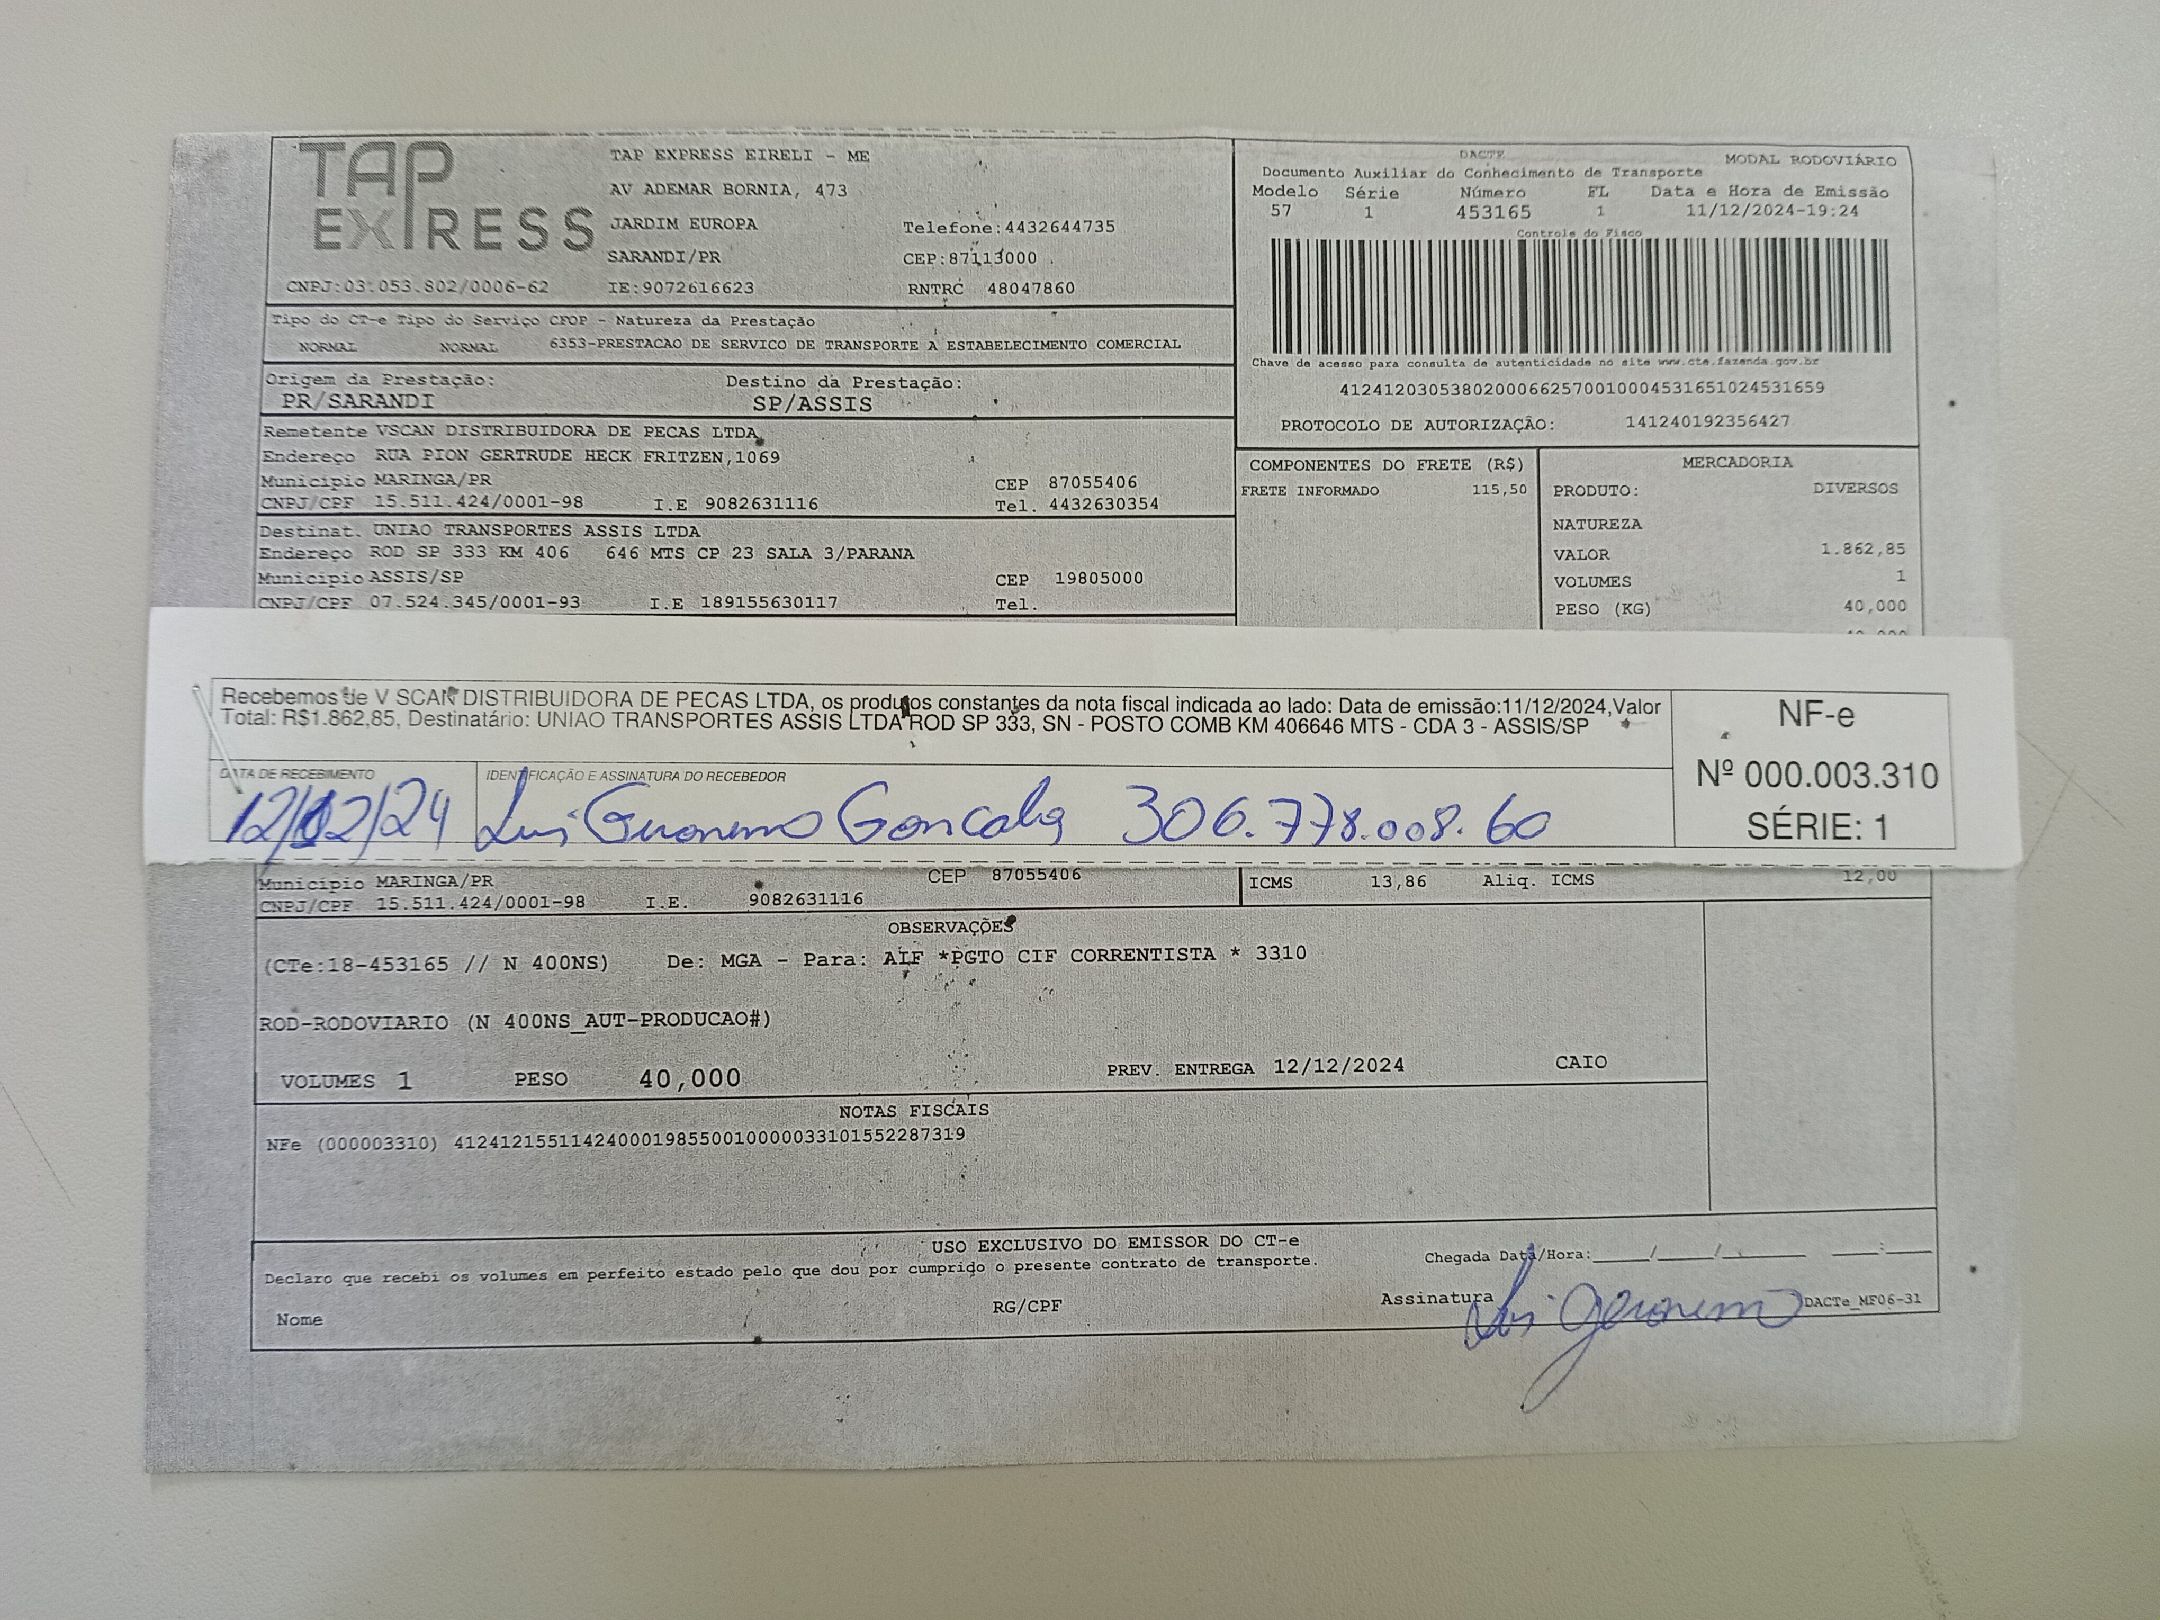 TAP EXPRESS
TAP EXPRESS EIRELI - ME
AV ADEMAR BORNIA, 473
JARDIM EUROPA Telefone:4432644735
SARANDI/PR CEP:87113000
CNPJ:03.053.802/0006-62 IE:9072616623 RNTRC 48047860
DACTE MODAL RODOVIÁRIO
Documento Auxiliar do Conhecimento de Transporte
Modelo Série Número FL Data e Hora de Emissão
57 1 453165 1 11/12/2024-19:24
Controle do Fisco
Chave de acesso para consulta de autenticidade no site www.cte.fazenda.gov.br
41241203053802000662570010004531651024531659
PROTOCOLO DE AUTORIZAÇÃO: 141240192356427
Tipo do CT-e Tipo do Serviço CFOP - Natureza da Prestação
NORMAL NORMAL 6353-PRESTACAO DE SERVICO DE TRANSPORTE A ESTABELECIMENTO COMERCIAL
Origem da Prestação: Destino da Prestação:
PR/SARANDI SP/ASSIS
Remetente VSCAN DISTRIBUIDORA DE PECAS LTDA
Endereço RUA PION GERTRUDE HECK FRITZEN,1069
Município MARINGA/PR CEP 87055406
CNPJ/CPF 15.511.424/0001-98 I.E 9082631116 Tel. 4432630354
Destinat. UNIAO TRANSPORTES ASSIS LTDA
Endereço ROD SP 333 KM 406 646 MTS CP 23 SALA 3/PARANA
Município ASSIS/SP CEP 19805000
CNPJ/CPF 07.524.345/0001-93 I.E 189155630117 Tel.
COMPONENTES DO FRETE (R$)
FRETE INFORMADO 115,50
MERCADORIA
PRODUTO: DIVERSOS
NATUREZA
VALOR 1.862,85
VOLUMES 1
PESO (KG) 40,000
Recebemos de V SCAN DISTRIBUIDORA DE PECAS LTDA, os produtos constantes da nota fiscal indicada ao lado: Data de emissão:11/12/2024,Valor
Total: R$1.862,85, Destinatário: UNIAO TRANSPORTES ASSIS LTDA ROD SP 333, SN - POSTO COMB KM 406646 MTS - CDA 3 - ASSIS/SP
DATA DE RECEBIMENTO IDENTIFICAÇÃO E ASSINATURA DO RECEBEDOR
12/12/24 Luis Geronimo Goncalves 306.778.008.60
NF-e
Nº 000.003.310
SÉRIE: 1
Município MARINGA/PR CEP 87055406
CNPJ/CPF 15.511.424/0001-98 I.E. 9082631116
ICMS 13,86 Aliq. ICMS 12,00
OBSERVAÇÕES
(CTe:18-453165 // N 400NS) De: MGA - Para: ALF *PGTO CIF CORRENTISTA * 3310
ROD-RODOVIARIO (N 400NS_AUT-PRODUCAO#)
VOLUMES 1 PESO 40,000 PREV. ENTREGA 12/12/2024 CAIO
NOTAS FISCAIS
NFe (000003310) 41241215511424000198550010000033101552287319
USO EXCLUSIVO DO EMISSOR DO CT-e
Declaro que recebi os volumes em perfeito estado pelo que dou por cumprido o presente contrato de transporte.
Chegada Data/Hora:_____/_____/_______ ____:____
Nome RG/CPF Assinatura Luis Geronimo DACTe_MF06-31